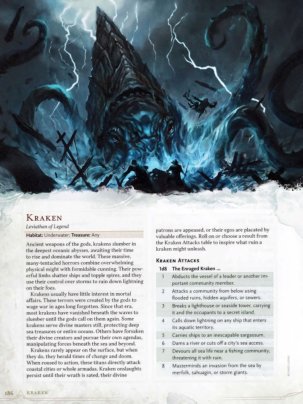 KRAKEN
Leviathan of Legend
Habitat: Underwater; Treasure: Any
Ancient weapons of the gods, krakens slumber in
the deepest oceanic abysses, awaiting their time
to rise and dominate the world. These massive,
many-tentacled horrors combine overwhelming
physical might with formidable cunning. Their pow-
erful limbs shatter ships and topple spires, and they
use their control over storms to rain down lightning
on their foes.
Krakens usually have little interest in mortal
affairs. These terrors were created by the gods to
wage war in ages long forgotten. Since that era,
most krakens have vanished beneath the waves to
slumber until the gods call on them again. Some
krakens serve divine masters still, protecting deep
sea treasures or entire oceans. Others have forsaken
their divine creators and pursue their own agendas,
manipulating forces beneath the sea and beyond.
Krakens rarely appear on the surface, but when
they do, they herald times of change and doom.
When roused to action, these titans directly attack
coastal cities or whole armadas. Kraken onslaughts
persist until their wrath is sated, their divine
patrons are appeased, or their egos are placated by
valuable offerings. Roll on or choose a result from
the Kraken Attacks table to inspire what ruin a
kraken might unleash.
KRAKEN ATTACKS
1d8 The Enraged Kraken ...
1 Abducts the vessel of a leader or another im-
portant community member.
2 Attacks a community from below using
flooded ruins, hidden aquifers, or sewers.
3 Breaks a lighthouse or seaside tower, carrying
it and the occupants to a secret island.
4 Calls down lightning on any ship that enters
its aquatic territory.
5 Carries ships to an inescapable sargassum.
6 Dams a river or cuts off a city's sea access.
7 Devours all sea life near a fishing community,
threatening it with ruin.
8 Masterminds an invasion from the sea by
merfolk, sahuagin, or storm giants.
186 KRAKEN